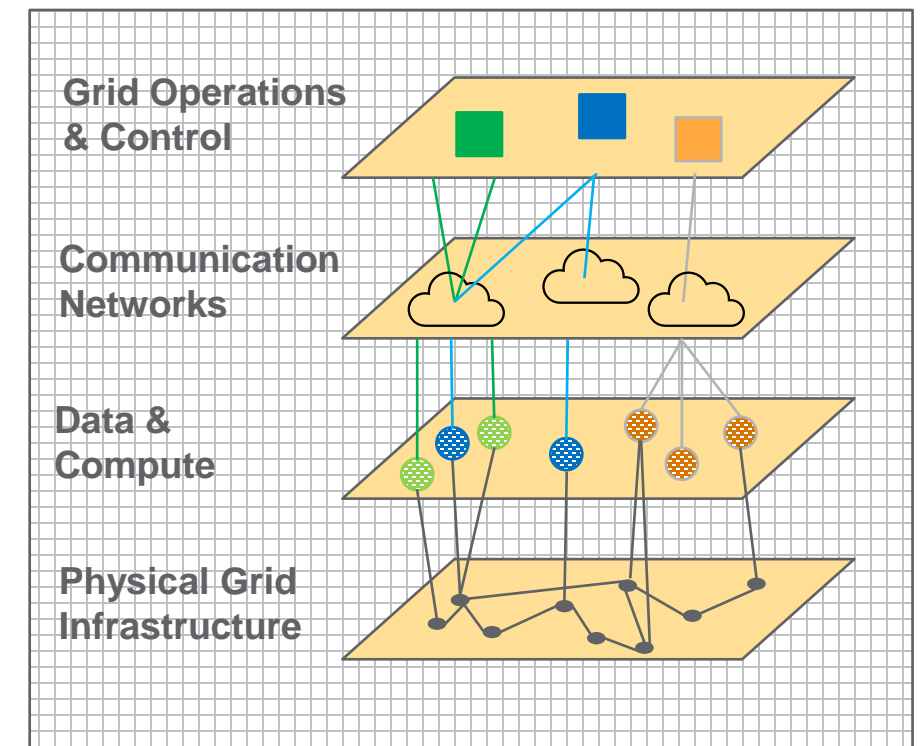 Grid Operations
& Control
Communication
Networks
Data &
Compute
Physical Grid
Infrastructure